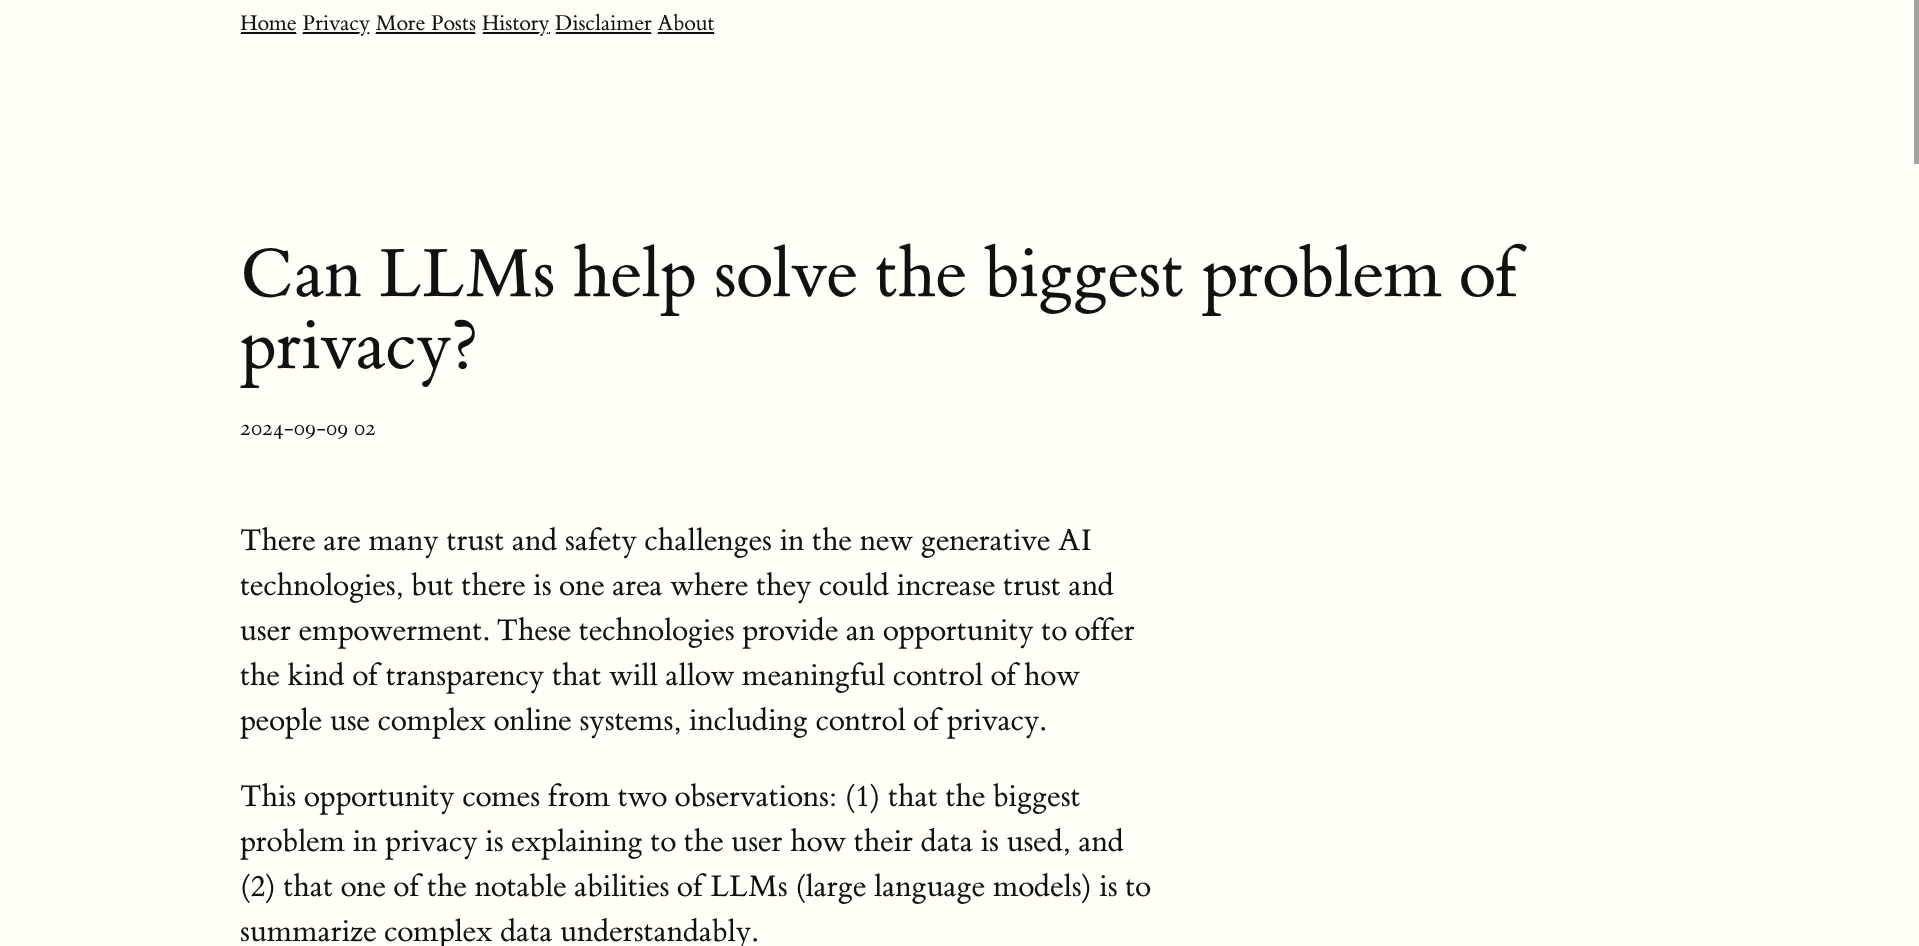 Home Privacy More Posts History Disclaimer About
Can LLMs help solve the biggest problem of
privacy?
2024-09-09 02
There are many trust and safety challenges in the new generative AI
technologies, but there is one area where they could increase trust and
user empowerment. These technologies provide an opportunity to offer
the kind of transparency that will allow meaningful control of how
people use complex online systems, including control of privacy.
This opportunity comes from two observations: (1) that the biggest
problem in privacy is explaining to the user how their data is used, and
(2) that one of the notable abilities of LLMs (large language models) is to
summarize complex data understandably.